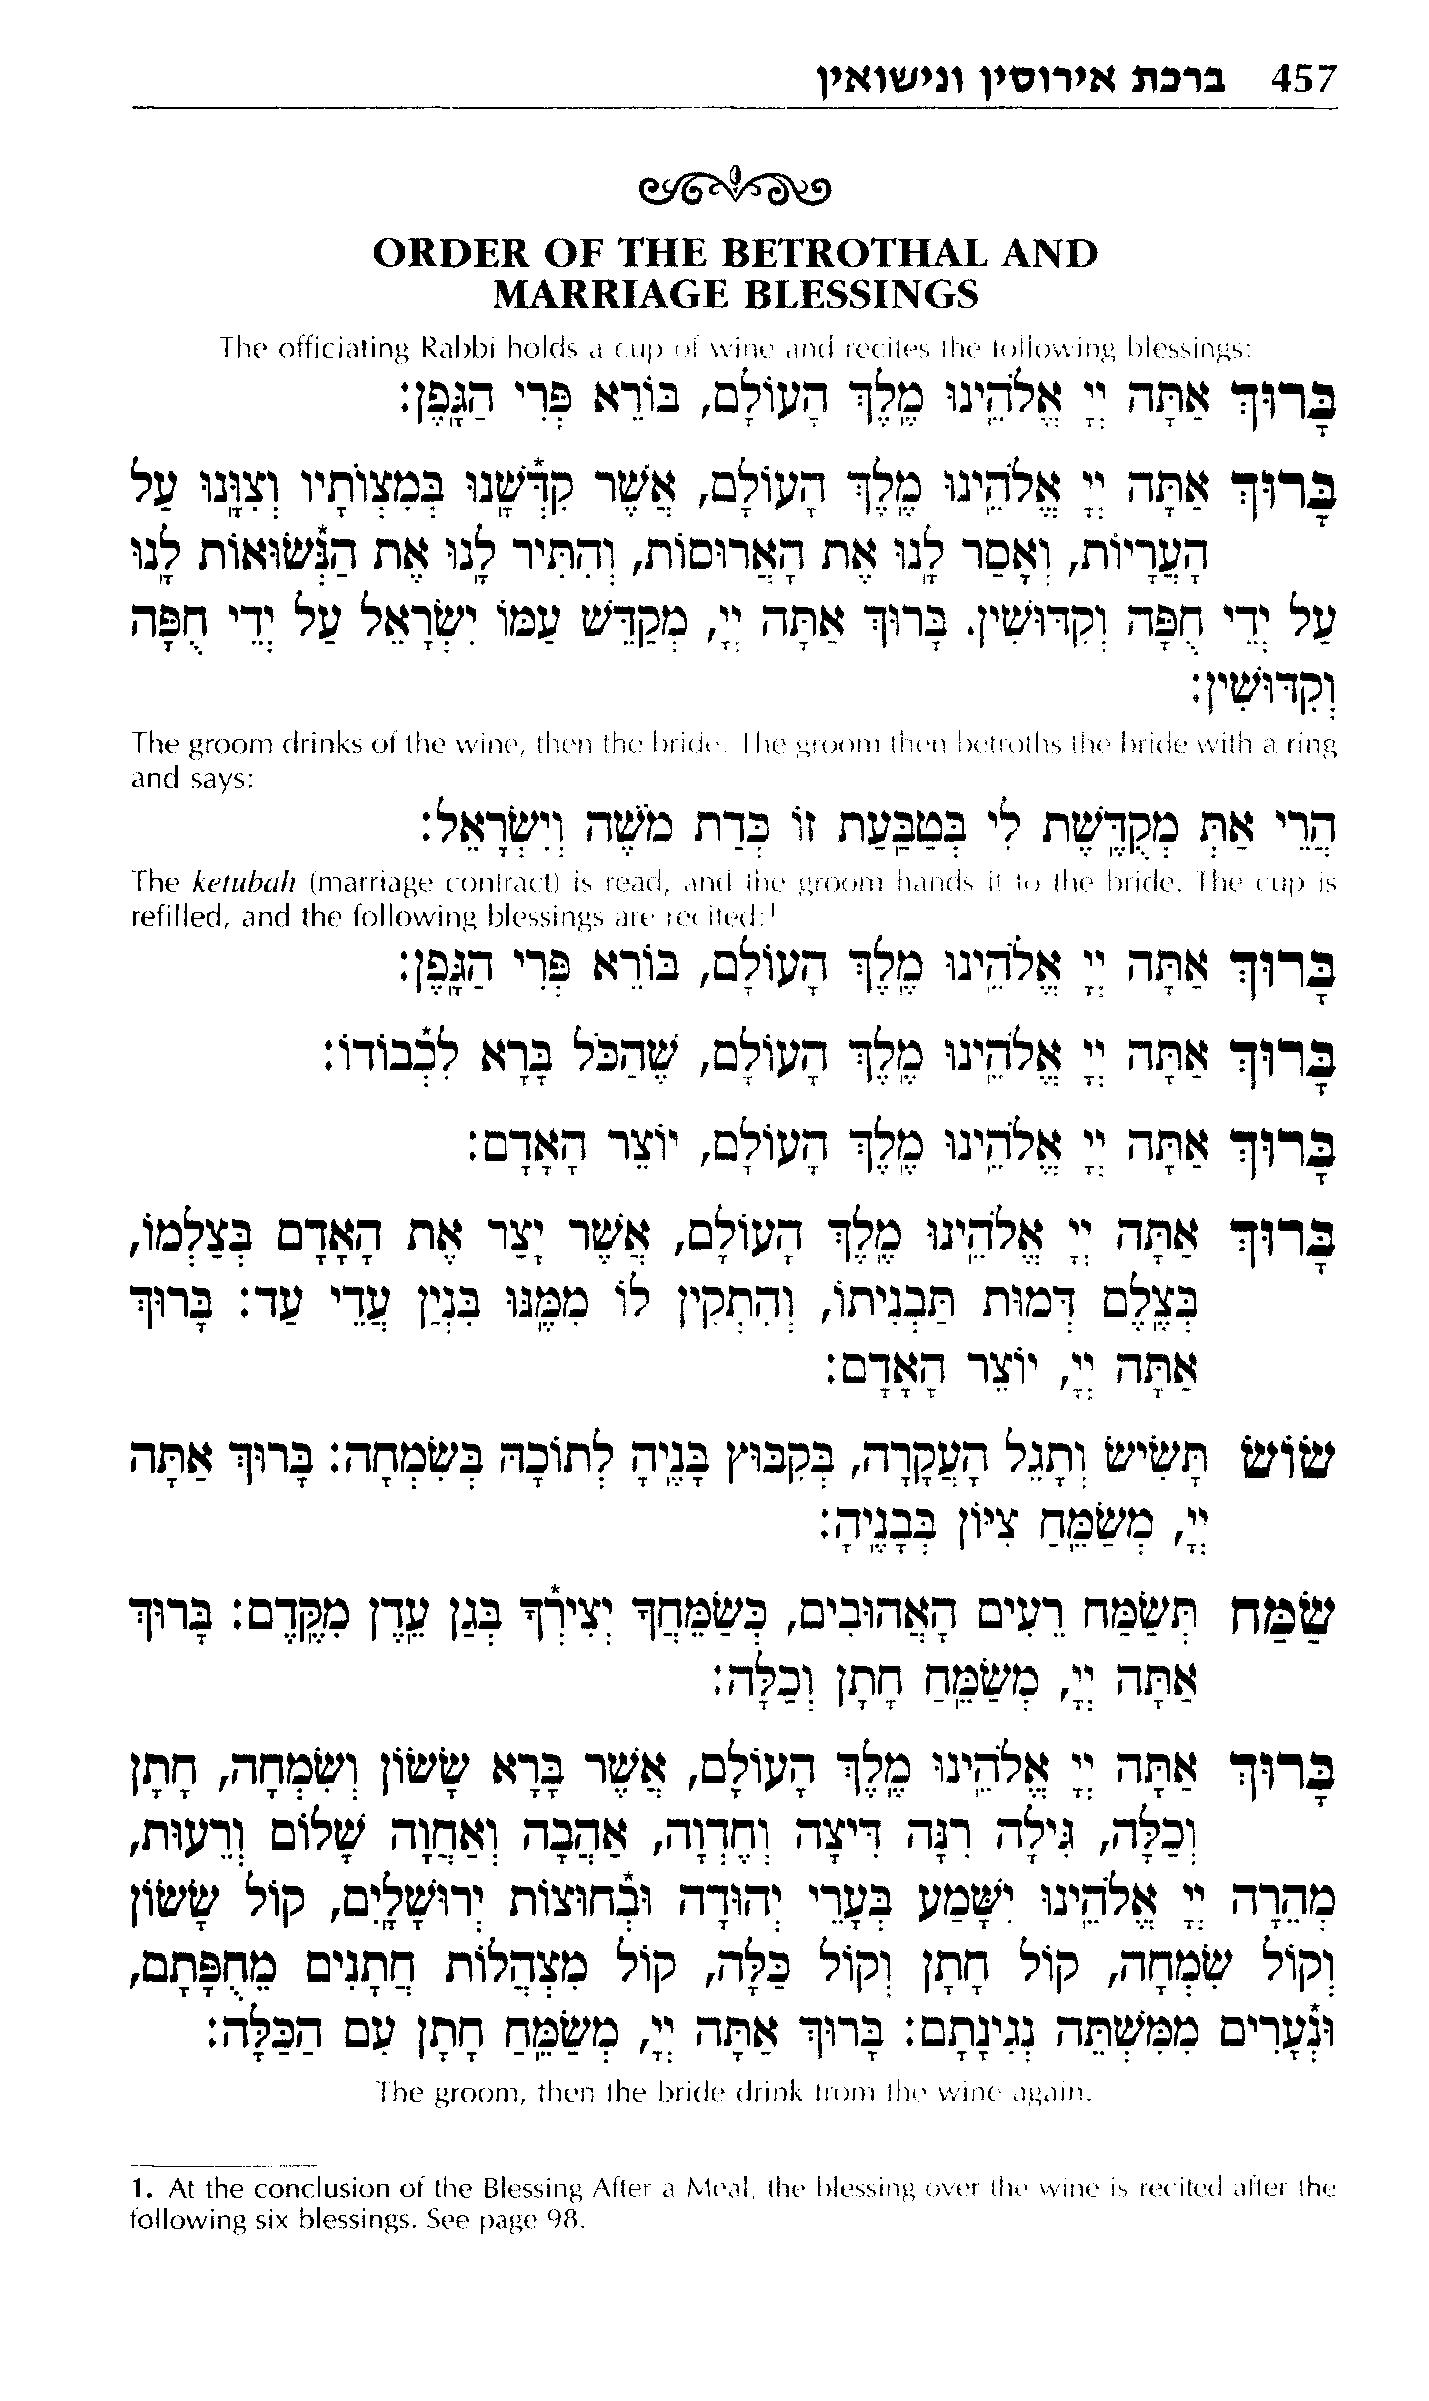 457 ברכת אירוסין ונישואין
ORDER OF THE BETROTHAL AND
MARRIAGE BLESSINGS
The officiating Rabbi holds a cup of wine and recites the following blessings:
בָּרוּךְ אַתָּה יְיָ אֱלֹהֵֽינוּ מֶֽלֶךְ הָעוֹלָם, בּוֹרֵא פְּרִי הַגָּֽפֶן:
בָּרוּךְ אַתָּה יְיָ אֱלֹהֵֽינוּ מֶֽלֶךְ הָעוֹלָם, אֲשֶׁר קִדְּ*שָֽׁנוּ בְּמִצְוֹתָיו וְצִוָּֽנוּ עַל
הָעֲרָיוֹת, וְאָסַר לָֽנוּ אֶת הָאֲרוּסוֹת, וְהִתִּיר לָֽנוּ אֶת הַנְּ*שׂוּאוֹת לָֽנוּ
עַל יְדֵי חֻפָּה וְקִדּוּשִׁין. בָּרוּךְ אַתָּה יְיָ, מְקַדֵּשׁ עַמּוֹ יִשְׂרָאֵל עַל יְדֵי חֻפָּה
וְקִדּוּשִׁין:
The groom drinks of the wine, then the bride. The groom then betroths the bride with a ring
and says:
הֲרֵי אַתְּ מְקֻדֶּֽשֶׁת לִי בְּטַבַּֽעַת זוֹ כְּדַת מֹשֶׁה וְיִשְׂרָאֵל:
The ketubah (marriage contract) is read, and the groom hands it to the bride. The cup is
refilled, and the following blessings are recited:¹
בָּרוּךְ אַתָּה יְיָ אֱלֹהֵֽינוּ מֶֽלֶךְ הָעוֹלָם, בּוֹרֵא פְּרִי הַגָּֽפֶן:
בָּרוּךְ אַתָּה יְיָ אֱלֹהֵֽינוּ מֶֽלֶךְ הָעוֹלָם, שֶׁהַכֹּל בָּרָא לִכְ*בוֹדוֹ:
בָּרוּךְ אַתָּה יְיָ אֱלֹהֵֽינוּ מֶֽלֶךְ הָעוֹלָם, יוֹצֵר הָאָדָם:
בָּרוּךְ אַתָּה יְיָ אֱלֹהֵֽינוּ מֶֽלֶךְ הָעוֹלָם, אֲשֶׁר יָצַר אֶת הָאָדָם בְּצַלְמוֹ,
בְּצֶֽלֶם דְּמוּת תַּבְנִיתוֹ, וְהִתְקִין לוֹ מִמֶּֽנּוּ בִּנְיַן עֲדֵי עַד: בָּרוּךְ
אַתָּה יְיָ, יוֹצֵר הָאָדָם:
שׂוֹשׂ תָּשִׂישׂ וְתָגֵל הָעֲקָרָה, בְּקִבּוּץ בָּנֶֽיהָ לְתוֹכָהּ בְּשִׂמְחָה: בָּרוּךְ אַתָּה
יְיָ, מְשַׂמֵּֽחַ צִיּוֹן בְּבָנֶֽיהָ:
שַׂמַּח תְּשַׂמַּח רֵעִים הָאֲהוּבִים, כְּשַׂמֵּחֲךָ יְצִירְ*ךָ בְּגַן עֵֽדֶן מִקֶּֽדֶם: בָּרוּךְ
אַתָּה יְיָ, מְשַׂמֵּֽחַ חָתָן וְכַלָּה:
בָּרוּךְ אַתָּה יְיָ אֱלֹהֵֽינוּ מֶֽלֶךְ הָעוֹלָם, אֲשֶׁר בָּרָא שָׂשׂוֹן וְשִׂמְחָה, חָתָן
וְכַלָּה, גִּילָה רִנָּה דִּיצָה וְחֶדְוָה, אַהֲבָה וְאַחֲוָה שָׁלוֹם וְרֵעוּת,
מְהֵרָה יְיָ אֱלֹהֵֽינוּ יִשָּׁמַע בְּעָרֵי יְהוּדָה וּבְ*חוּצוֹת יְרוּשָׁלָֽיִם, קוֹל שָׂשׂוֹן
וְקוֹל שִׂמְחָה, קוֹל חָתָן וְקוֹל כַּלָּה, קוֹל מִצְהֲלוֹת חֲתָנִים מֵחֻפָּתָם,
וּנְ*עָרִים מִמִּשְׁתֵּה נְגִינָתָם: בָּרוּךְ אַתָּה יְיָ, מְשַׂמֵּֽחַ חָתָן עִם הַכַּלָּה:
The groom, then the bride drink from the wine again.
1. At the conclusion of the Blessing After a Meal, the blessing over the wine is recited after the
following six blessings. See page 98.